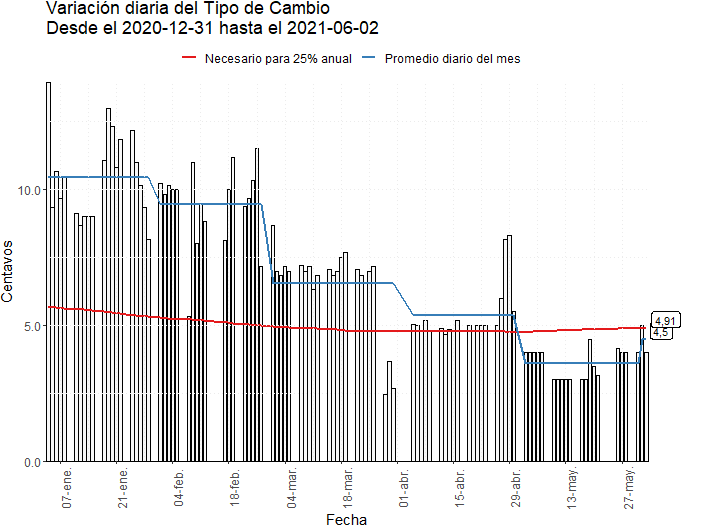 Variación diaria del Tipo de Cambio
Desde el 2020-12-31 hasta el 2021-06-02
Necesario para 25% anual
Promedio diario del mes
Centavos
10.0
5.0
0.0
4,91
4,5
07-ene.
21-ene.
04-feb.
18-feb.
04-mar.
18-mar.
01-abr.
15-abr.
29-abr.
13-may.
27-may.
Fecha